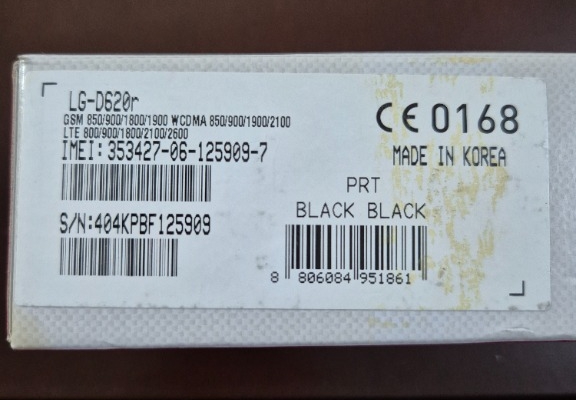 LG-D620r
GSM 850/900/1800/1900 WCDMA 850/900/1900/2100
LTE 800/900/1800/2100/2600
IMEI: 353427-06-125909-7
S/N:404KPBF125909
CE 0168
MADE IN KOREA
PRT
BLACK BLACK
8 806084 951861